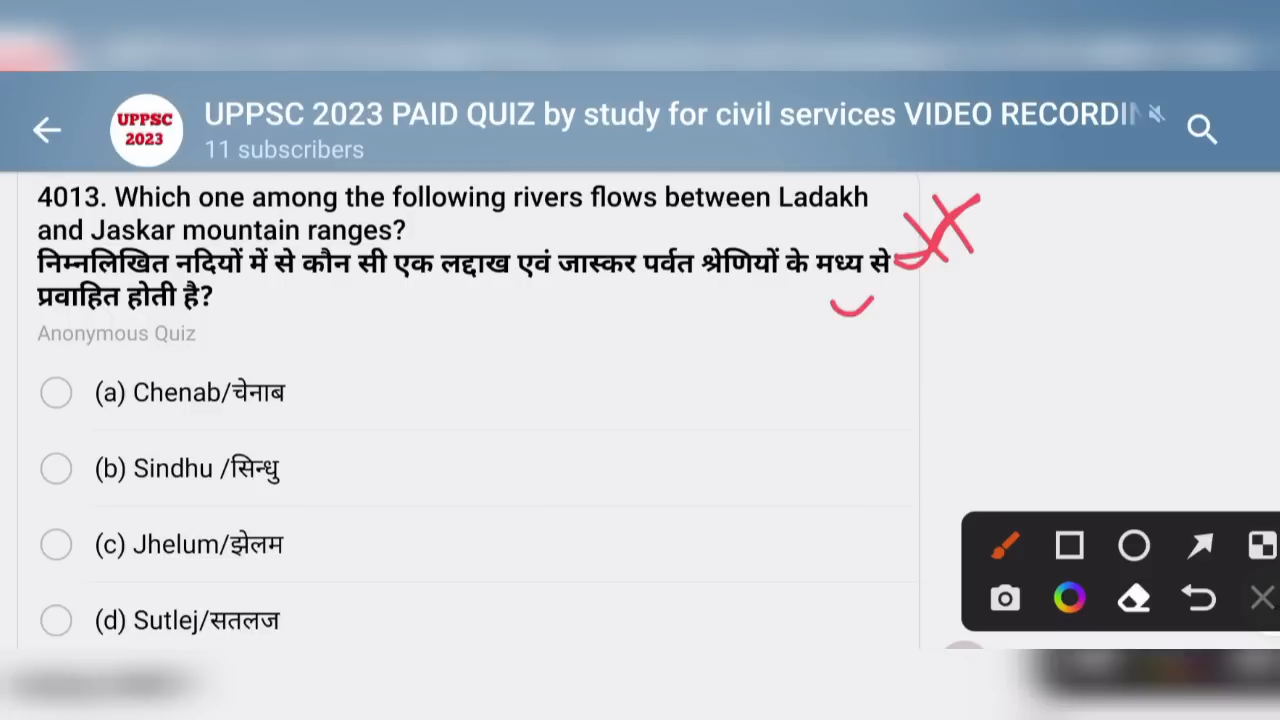 UPPSC
2023
UPPSC 2023 PAID QUIZ by study for civil services VIDEO RECORDIN
11 subscribers
4013. Which one among the following rivers flows between Ladakh
and Jaskar mountain ranges?
निम्नलिखित नदियों में से कौन सी एक लद्दाख एवं जास्कर पर्वत श्रेणियों के मध्य से
प्रवाहित होती है?
Anonymous Quiz
(a) Chenab/चेनाब
(b) Sindhu /सिन्धु
(c) Jhelum/झेलम
(d) Sutlej/सतलज